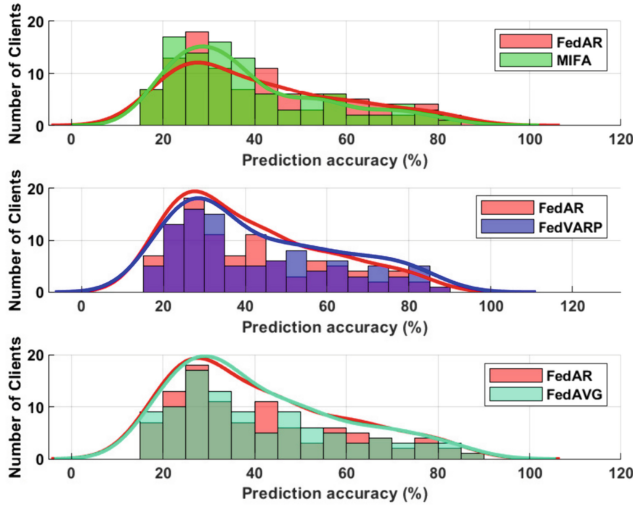 Number of Clients
20
10
0
FedAR
MIFA
0 20 40 60 80 100 120
Prediction accuracy (%)
Number of Clients
20
10
0
FedAR
FedVARP
0 20 40 60 80 100 120
Prediction accuracy (%)
Number of Clients
20
10
0
FedAR
FedAVG
0 20 40 60 80 100 120
Prediction accuracy (%)